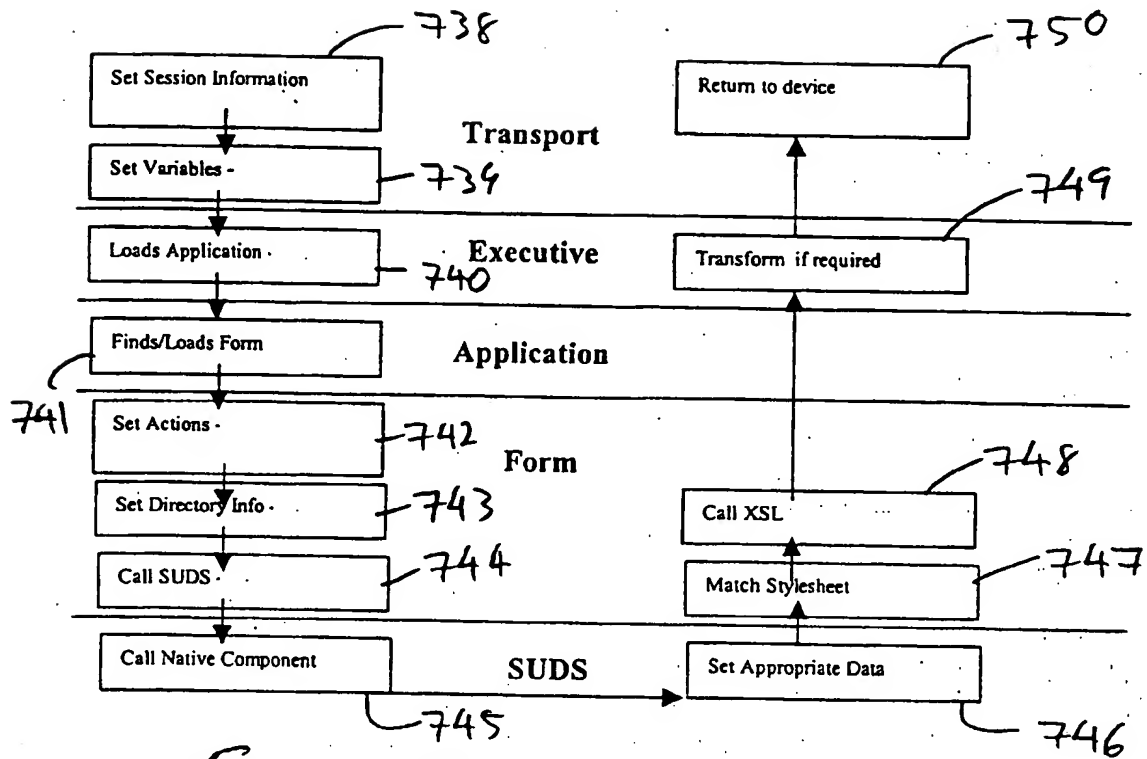 738
750
Set Session Information
Return to device
Transport
Set Variables -
739
749
Loads Application -
Executive
Transform if required
740
Finds/Loads Form
Application
741
Set Actions -
742
Form
748
Set Directory Info -
743
Call XSL
744
747
Call SUDS -
Match Stylesheet
Call Native Component
SUDS
Set Appropriate Data
745
746